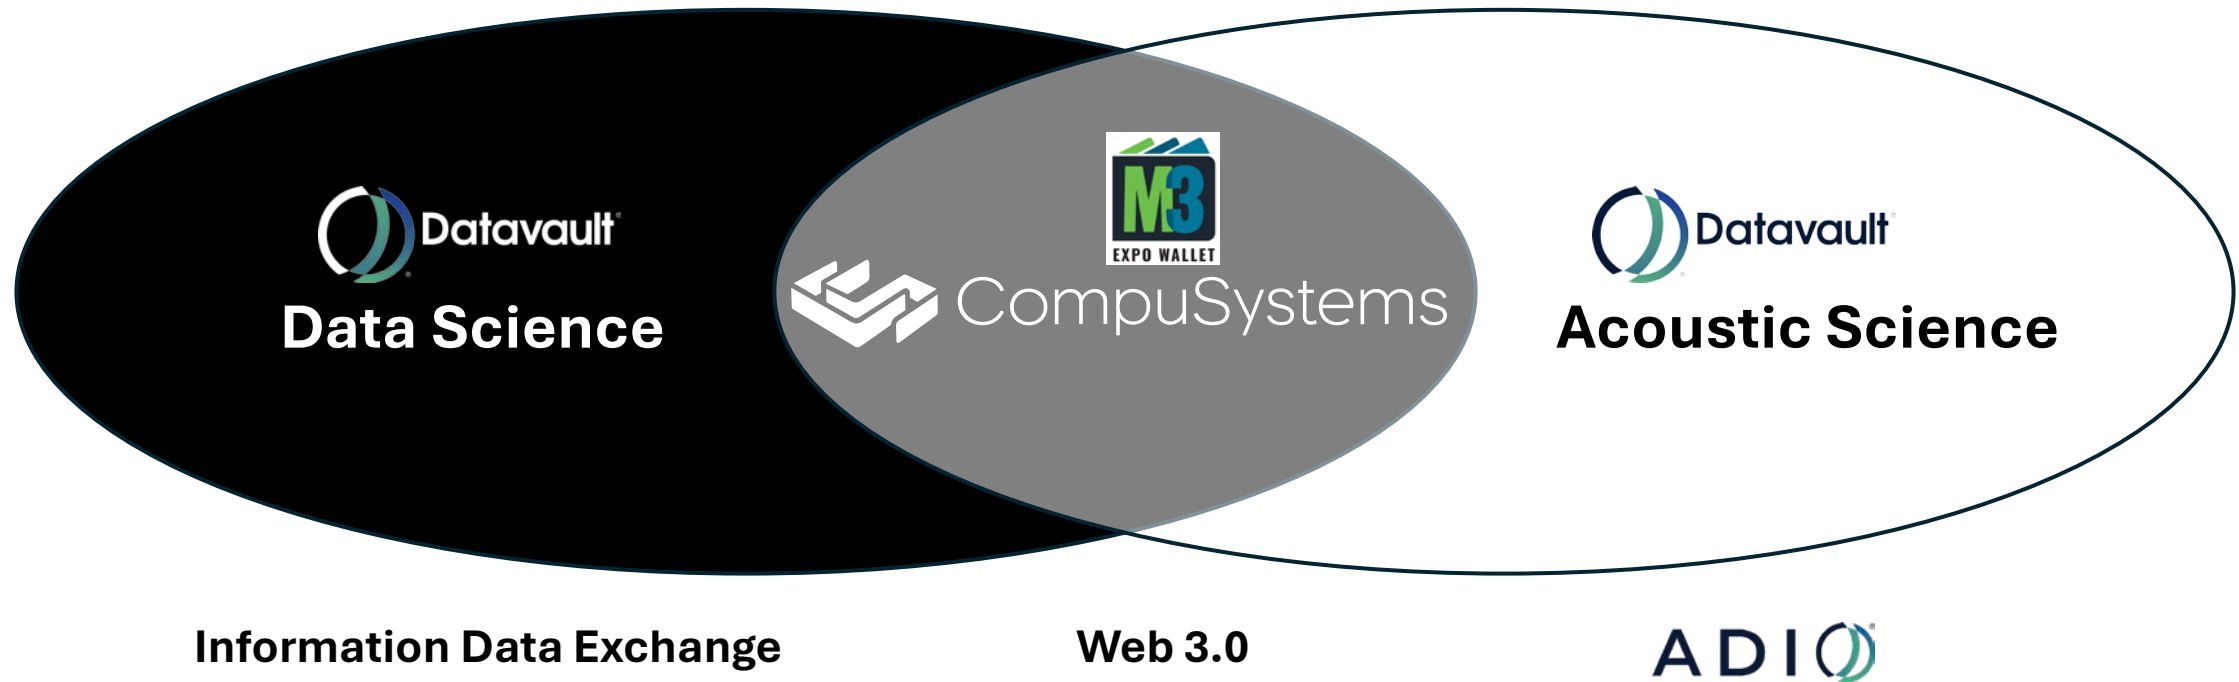 Datavault®
Data Science
M3
EXPO WALLET
CompuSystems
Datavault®
Acoustic Science
Information Data Exchange
Web 3.0
ADIO®